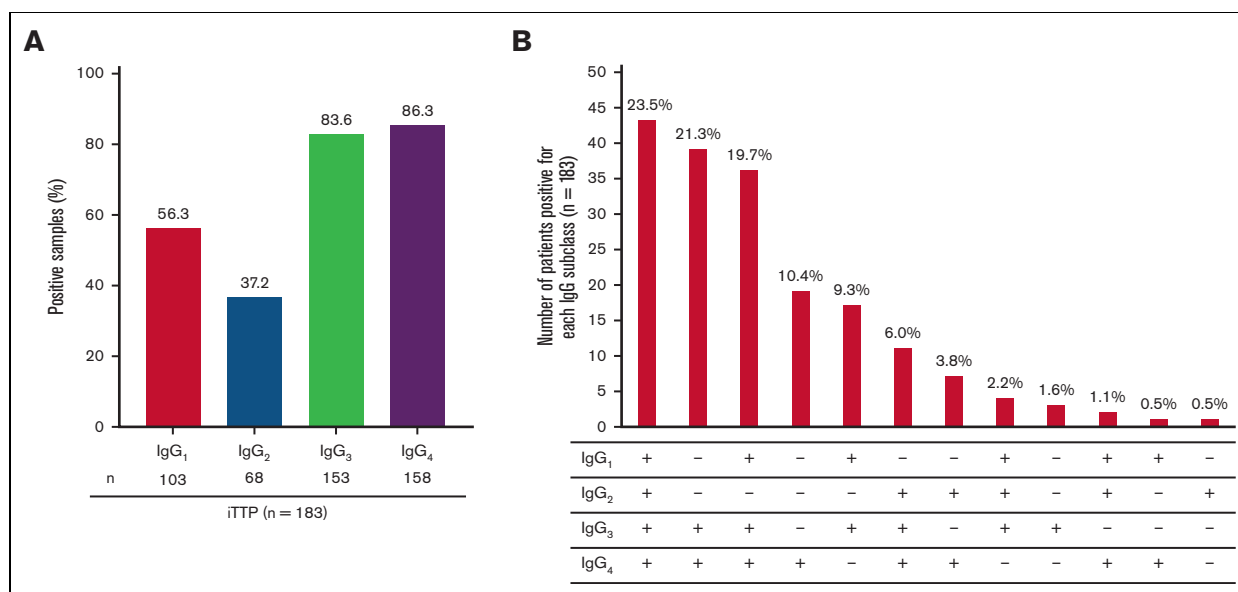 A
100
80
60
40
20
0
Positive samples (%)
56.3
37.2
83.6
86.3
IgG₁ IgG₂ IgG₃ IgG₄
n 103 68 153 158
iTTP (n = 183)
B
50
45
40
35
30
25
20
15
10
5
0
Number of patients positive for
each IgG subclass (n = 183)
23.5% 21.3% 19.7% 10.4% 9.3% 6.0% 3.8% 2.2% 1.6% 1.1% 0.5% 0.5%
IgG₁ + – + – + – – + – + + –
IgG₂ + – – – – + + + – + – +
IgG₃ + + + – + + – + + – – –
IgG₄ + + + + – + + – – + + –